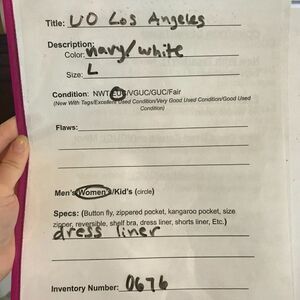 Title: UO Los Angeles
Description:
Color: navy/white
Size: L
Condition: NWT/EUC/VGUC/GUC/Fair
(New With Tags/Excellent Used Condition/Very Good Used Condition/Good Used
Condition)
Flaws:
Men's/Women's/Kid's (circle)
Specs: (Button fly, zippered pocket, kangaroo pocket, size
zipper, reversible, shelf bra, dress liner, shorts liner, Etc.)
dress liner
Inventory Number: 0676